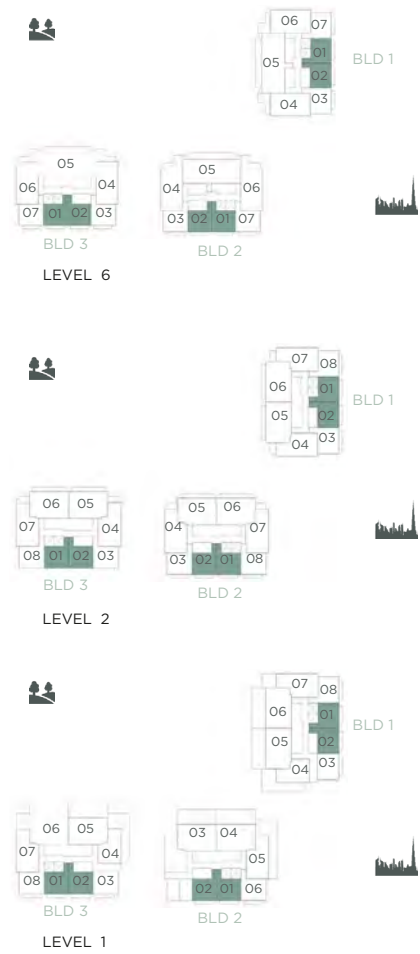 06 07
01
05 BLD 1
02
04 03
05 05
06 04 04 06
07 01 02 03 03 02 01 07
BLD 3 BLD 2
LEVEL 6
07 08
06 01
BLD 1
05 02
04 03
06 05 05 06
07 04 04 07
08 01 02 03 03 02 01 08
BLD 3 BLD 2
LEVEL 2
07 08
06 01
BLD 1
05 02
04 03
06 05 03 04
07 04 05
08 01 02 03 02 01 06
BLD 3 BLD 2
LEVEL 1